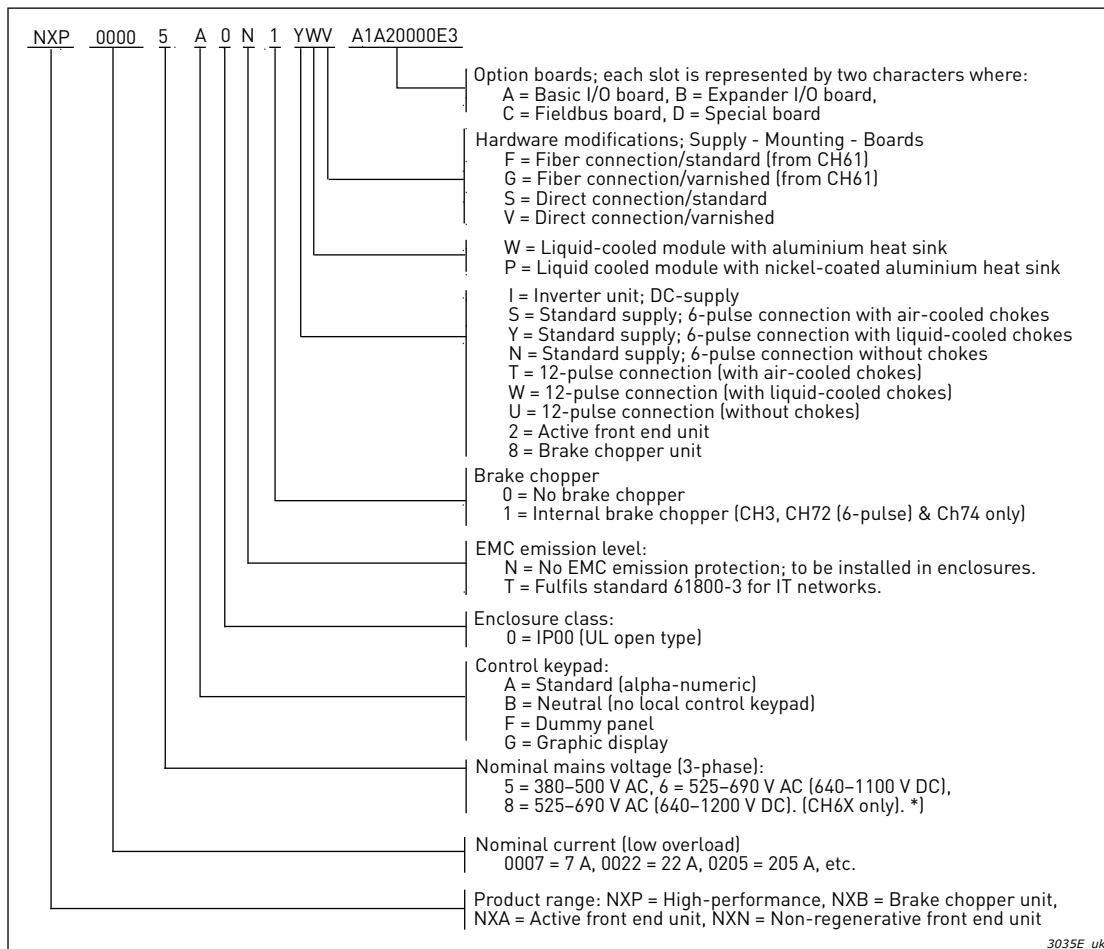 NXP 0000 5 A 0 N 1 YWV A1A20000E3
Option boards; each slot is represented by two characters where:
A = Basic I/O board, B = Expander I/O board,
C = Fieldbus board, D = Special board
Hardware modifications; Supply - Mounting - Boards
F = Fiber connection/standard (from CH61)
G = Fiber connection/varnished (from CH61)
S = Direct connection/standard
V = Direct connection/varnished
W = Liquid-cooled module with aluminium heat sink
P = Liquid cooled module with nickel-coated aluminium heat sink
I = Inverter unit; DC-supply
S = Standard supply; 6-pulse connection with air-cooled chokes
Y = Standard supply; 6-pulse connection with liquid-cooled chokes
N = Standard supply; 6-pulse connection without chokes
T = 12-pulse connection (with air-cooled chokes)
W = 12-pulse connection (with liquid-cooled chokes)
U = 12-pulse connection (without chokes)
2 = Active front end unit
8 = Brake chopper unit
Brake chopper
0 = No brake chopper
1 = Internal brake chopper (CH3, CH72 (6-pulse) & Ch74 only)
EMC emission level:
N = No EMC emission protection; to be installed in enclosures.
T = Fulfils standard 61800-3 for IT networks.
Enclosure class:
0 = IP00 (UL open type)
Control keypad:
A = Standard (alpha-numeric)
B = Neutral (no local control keypad)
F = Dummy panel
G = Graphic display
Nominal mains voltage (3-phase):
5 = 380–500 V AC, 6 = 525–690 V AC (640–1100 V DC),
8 = 525–690 V AC (640–1200 V DC). (CH6X only). *)
Nominal current (low overload)
0007 = 7 A, 0022 = 22 A, 0205 = 205 A, etc.
Product range: NXP = High-performance, NXB = Brake chopper unit,
NXA = Active front end unit, NXN = Non-regenerative front end unit
3035E_uk